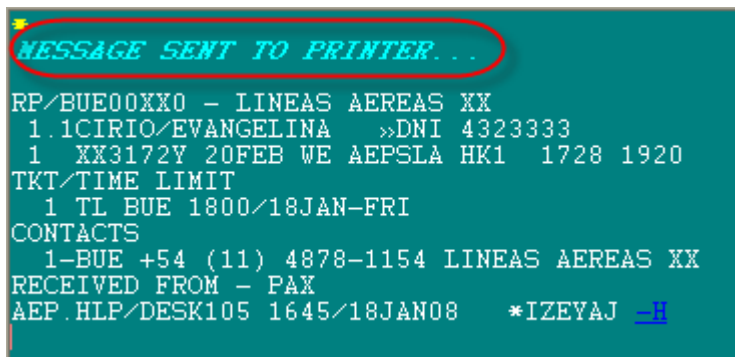 *
MESSAGE SENT TO PRINTER...
RP/BUE00XX0 - LINEAS AEREAS XX
1.1CIRIO/EVANGELINA »DNI 4323333
1 XX3172Y 20FEB WE AEPSLA HK1 1728 1920
TKT/TIME LIMIT
1 TL BUE 1800/18JAN-FRI
CONTACTS
1-BUE +54 (11) 4878-1154 LINEAS AEREAS XX
RECEIVED FROM - PAX
AEP.HLP/DESK105 1645/18JAN08 *IZEYAJ -H